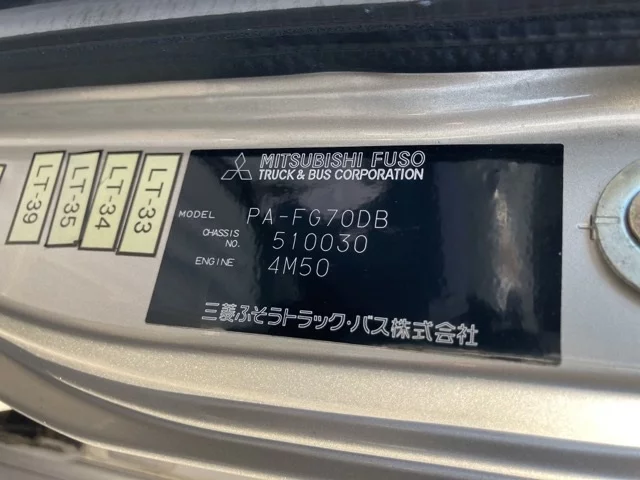 MITSUBISHI FUSO
TRUCK & BUS CORPORATION
MODEL PA-FG70DB
CHASSIS NO. 510030
ENGINE 4M50
三菱ふそうトラック・バス株式会社
LT-39
LT-35
LT-34
LT-33